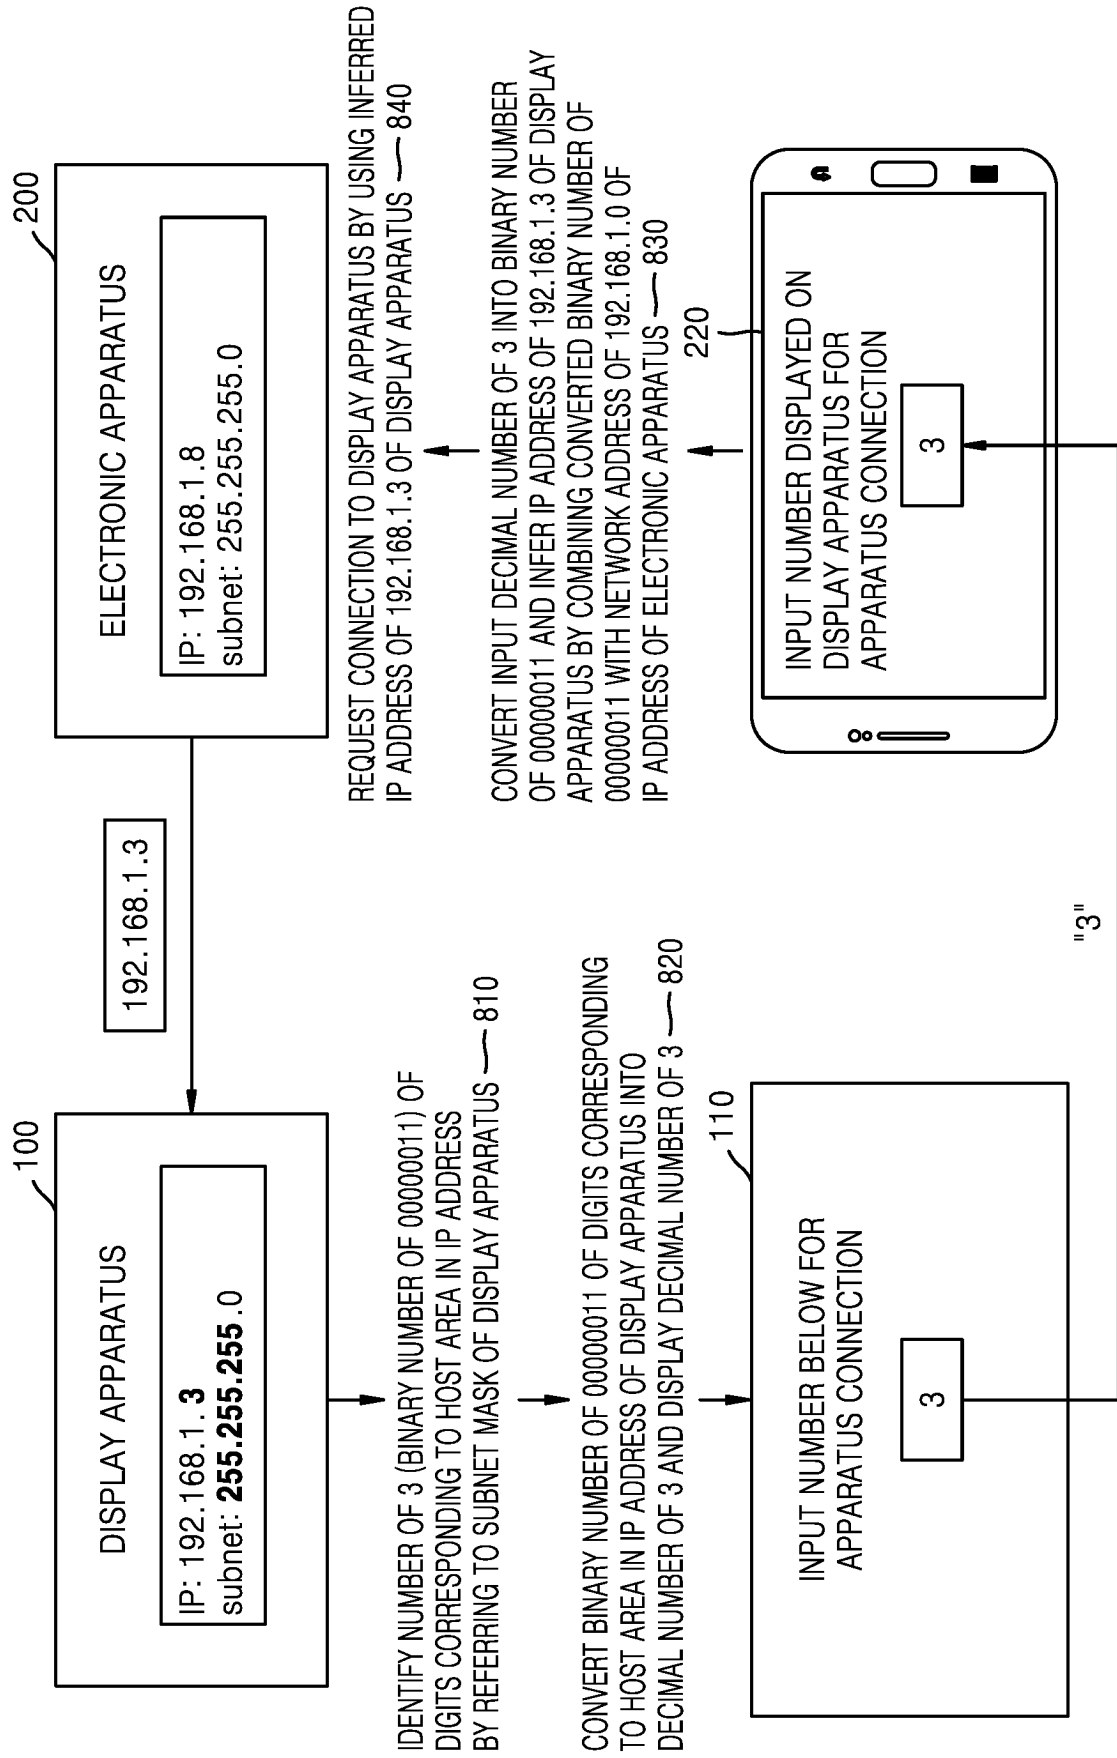 100
DISPLAY APPARATUS
IP: 192.168.1.3
subnet: 255.255.255.0
192.168.1.3
200
ELECTRONIC APPARATUS
IP: 192.168.1.8
subnet: 255.255.255.0
IDENTIFY NUMBER OF 3 (BINARY NUMBER OF 00000011) OF
DIGITS CORRESPONDING TO HOST AREA IN IP ADDRESS
BY REFERRING TO SUBNET MASK OF DISPLAY APPARATUS 810
CONVERT BINARY NUMBER OF 00000011 OF DIGITS CORRESPONDING
TO HOST AREA IN IP ADDRESS OF DISPLAY APPARATUS INTO
DECIMAL NUMBER OF 3 AND DISPLAY DECIMAL NUMBER OF 3 820
110
INPUT NUMBER BELOW FOR
APPARATUS CONNECTION
3
"3"
REQUEST CONNECTION TO DISPLAY APPARATUS BY USING INFERRED
IP ADDRESS OF 192.168.1.3 OF DISPLAY APPARATUS 840
CONVERT INPUT DECIMAL NUMBER OF 3 INTO BINARY NUMBER
OF 00000011 AND INFER IP ADDRESS OF 192.168.1.3 OF DISPLAY
APPARATUS BY COMBINING CONVERTED BINARY NUMBER OF
00000011 WITH NETWORK ADDRESS OF 192.168.1.0 OF
IP ADDRESS OF ELECTRONIC APPARATUS 830
220
INPUT NUMBER DISPLAYED ON
DISPLAY APPARATUS FOR
APPARATUS CONNECTION
3